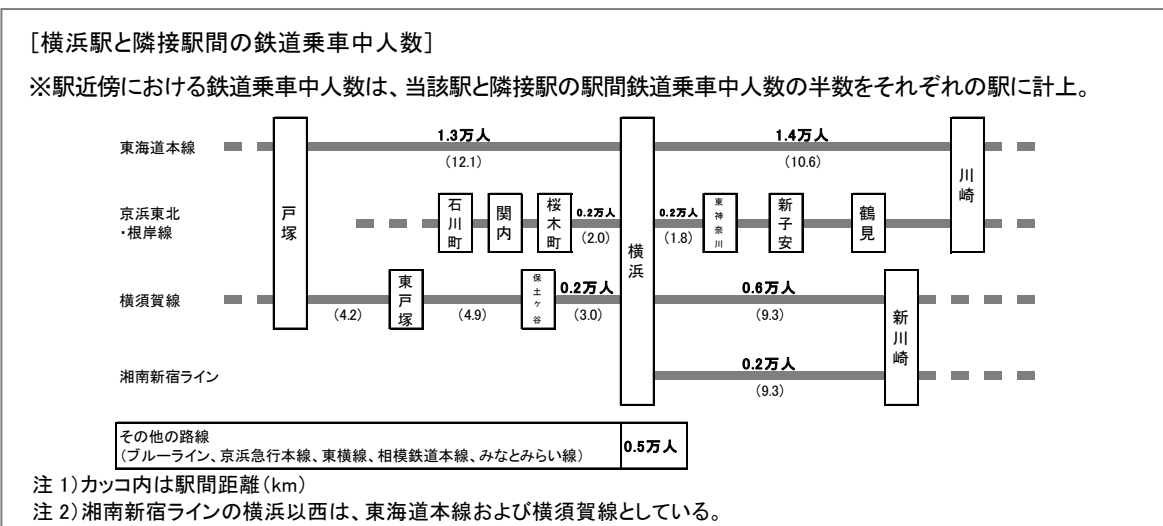 [横浜駅と隣接駅間の鉄道乗車中人数]
※駅近傍における鉄道乗車中人数は、当該駅と隣接駅の駅間鉄道乗車中人数の半数をそれぞれの駅に計上。
東海道本線
1.3万人
(12.1)
1.4万人
(10.6)
戸塚
横浜
川崎
京浜東北
・根岸線
石川町
関内
桜木町
0.2万人
(2.0)
0.2万人
(1.8)
東神奈川
新子安
鶴見
横須賀線
(4.2)
東戸塚
(4.9)
保土ヶ谷
0.2万人
(3.0)
0.6万人
(9.3)
新川崎
湘南新宿ライン
0.2万人
(9.3)
その他の路線
(ブルーライン、京浜急行本線、東横線、相模鉄道本線、みなとみらい線)
0.5万人
注 1)カッコ内は駅間距離(km)
注 2)湘南新宿ラインの横浜以西は、東海道本線および横須賀線としている。